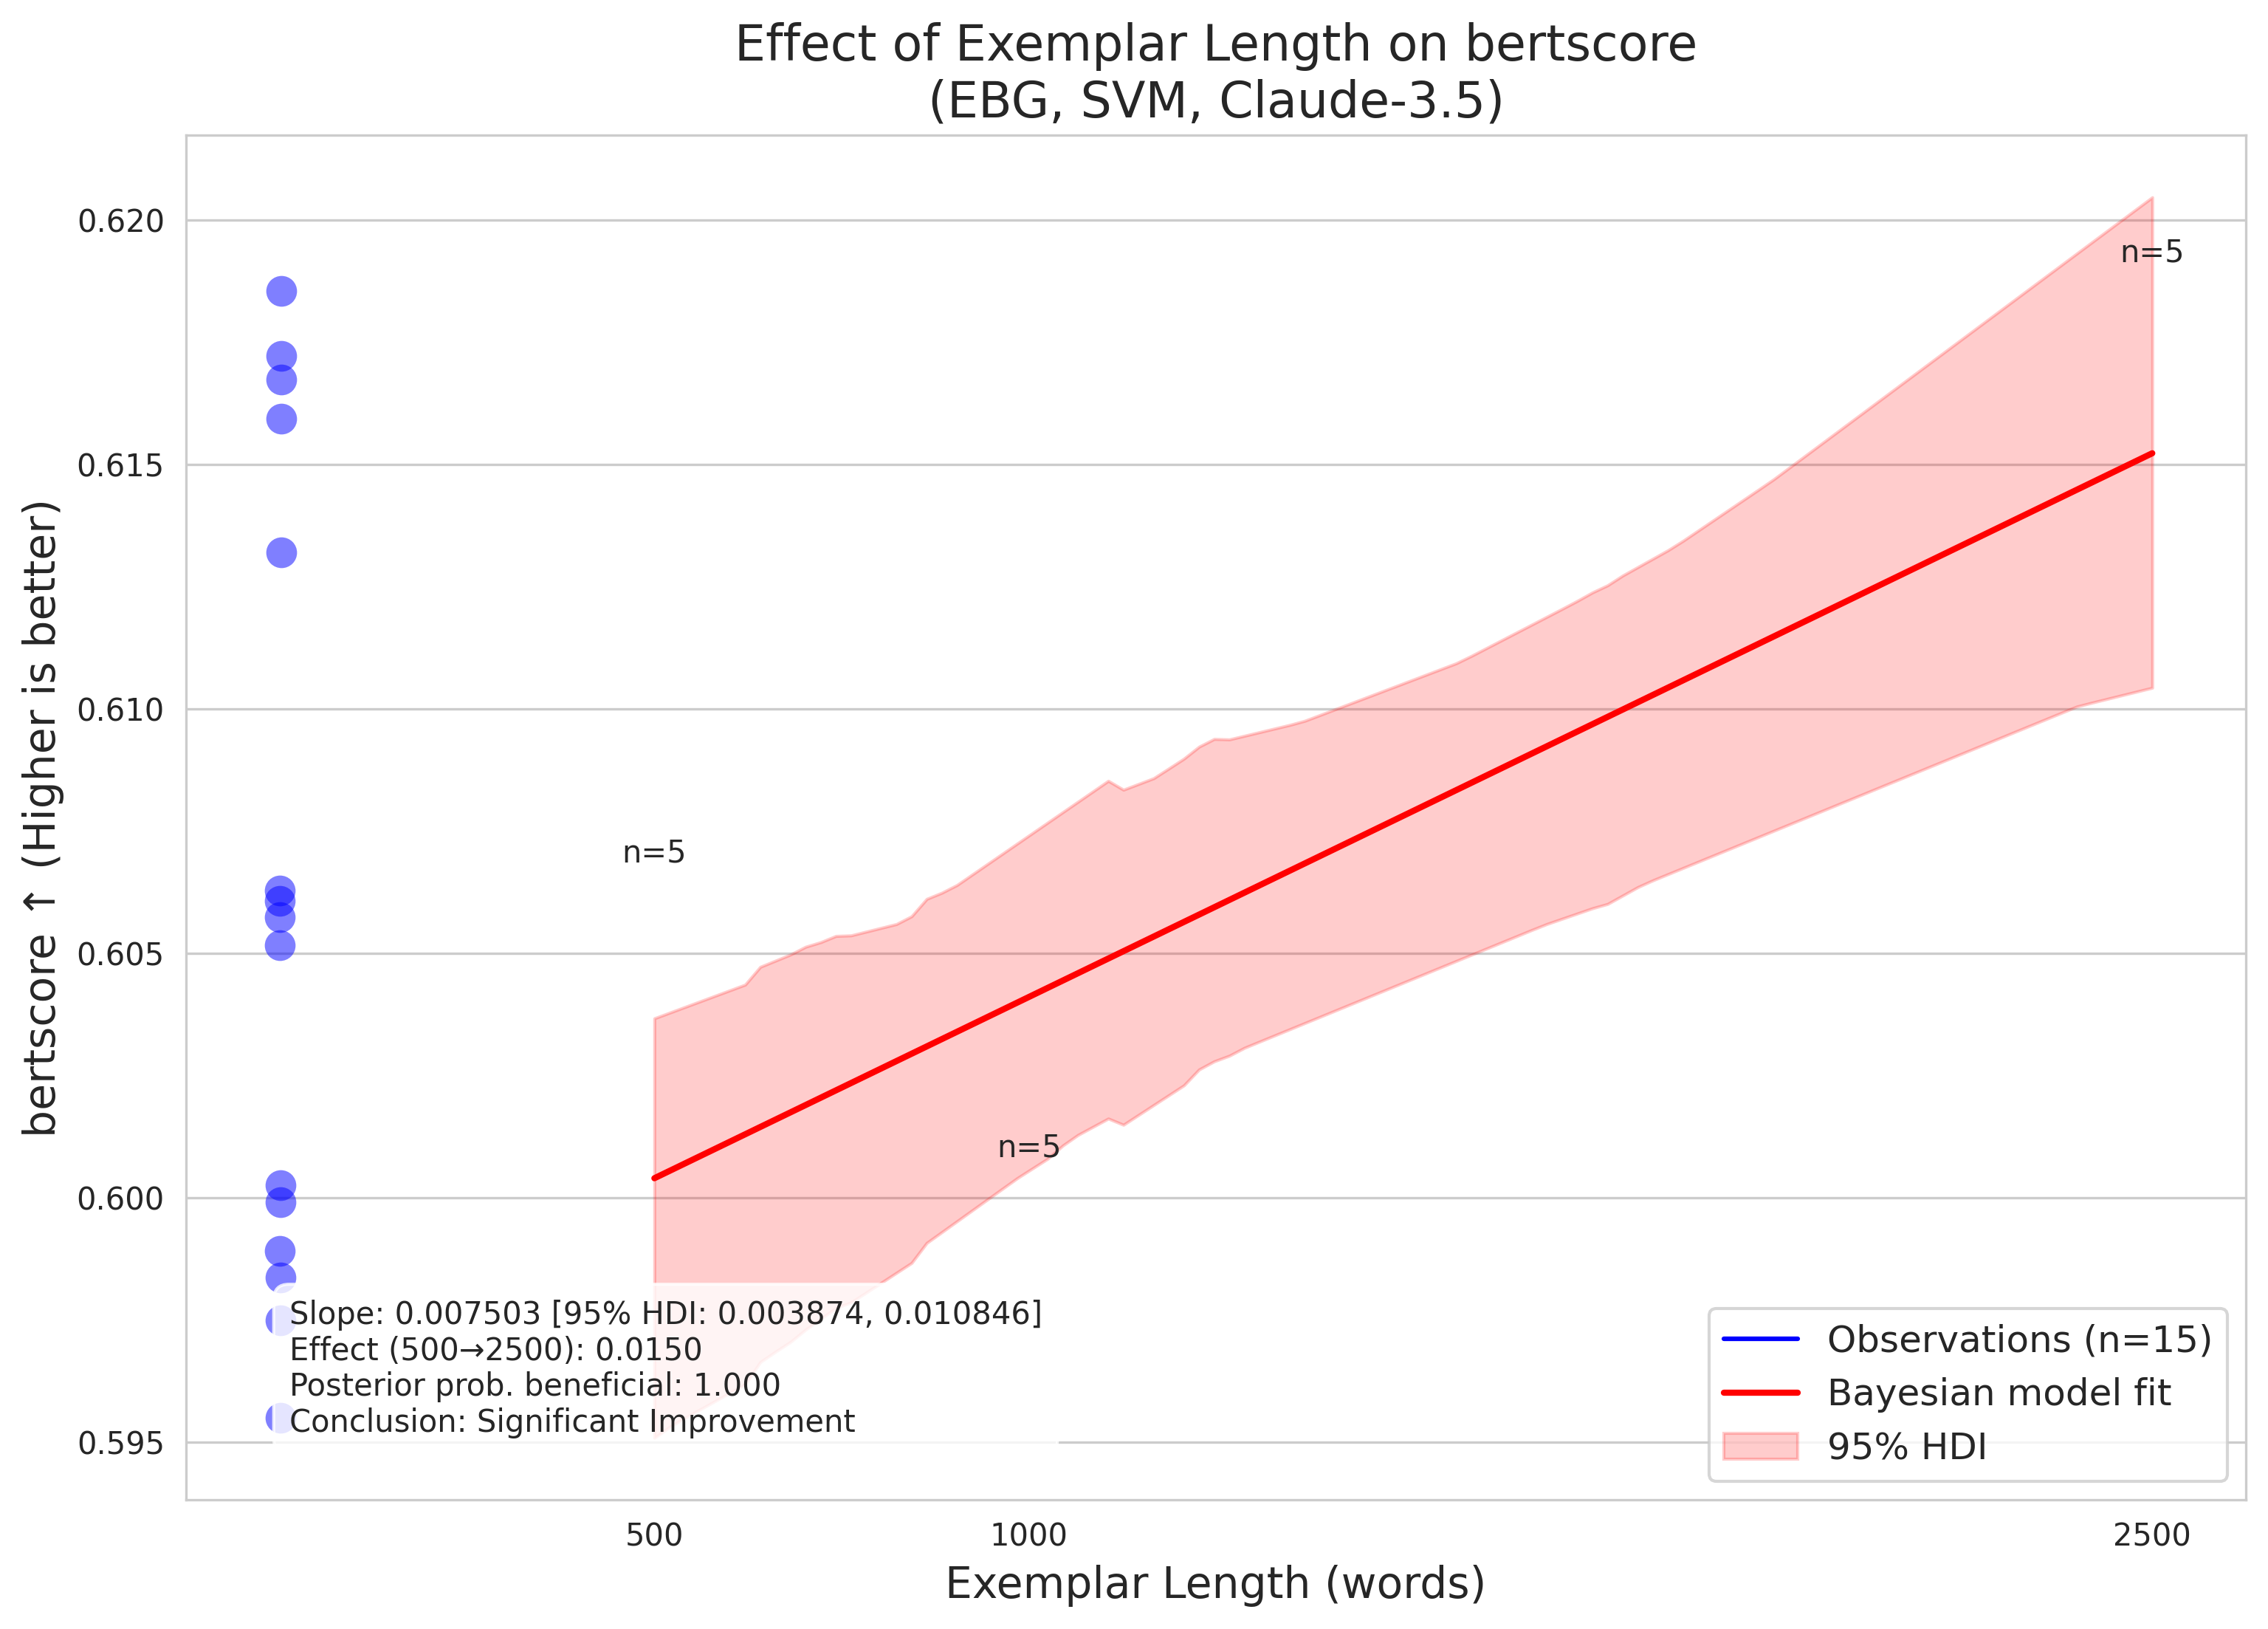 Effect of Exemplar Length on bertscore
(EBG, SVM, Claude-3.5)
bertscore ↑ (Higher is better)
0.620
0.615
0.610
0.605
0.600
0.595
n=5
n=5
n=5
Slope: 0.007503 [95% HDI: 0.003874, 0.010846]
Effect (500→2500): 0.0150
Posterior prob. beneficial: 1.000
Conclusion: Significant Improvement
Observations (n=15)
Bayesian model fit
95% HDI
500
1000
2500
Exemplar Length (words)